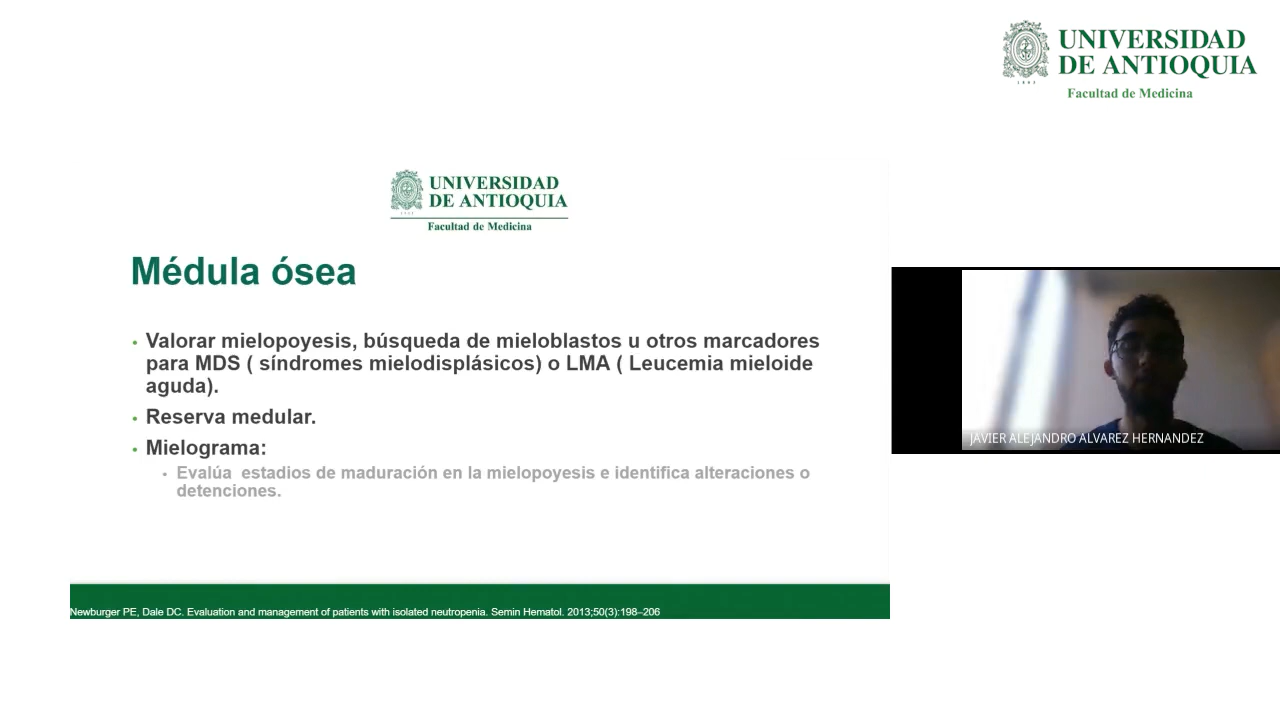 UNIVERSIDAD
DE ANTIOQUIA
1803
Facultad de Medicina
UNIVERSIDAD
DE ANTIOQUIA
Facultad de Medicina
Médula ósea
• Valorar mielopoyesis, búsqueda de mieloblastos u otros marcadores
para MDS ( síndromes mielodisplásicos) o LMA ( Leucemia mieloide
aguda).
• Reserva medular.
• Mielograma:
• Evalúa  estadios de maduración en la mielopoyesis e identifica alteraciones o
detenciones.
JAVIER ALEJANDRO ALVAREZ HERNANDEZ
Newburger PE, Dale DC. Evaluation and management of patients with isolated neutropenia. Semin Hematol. 2013;50(3):198–206